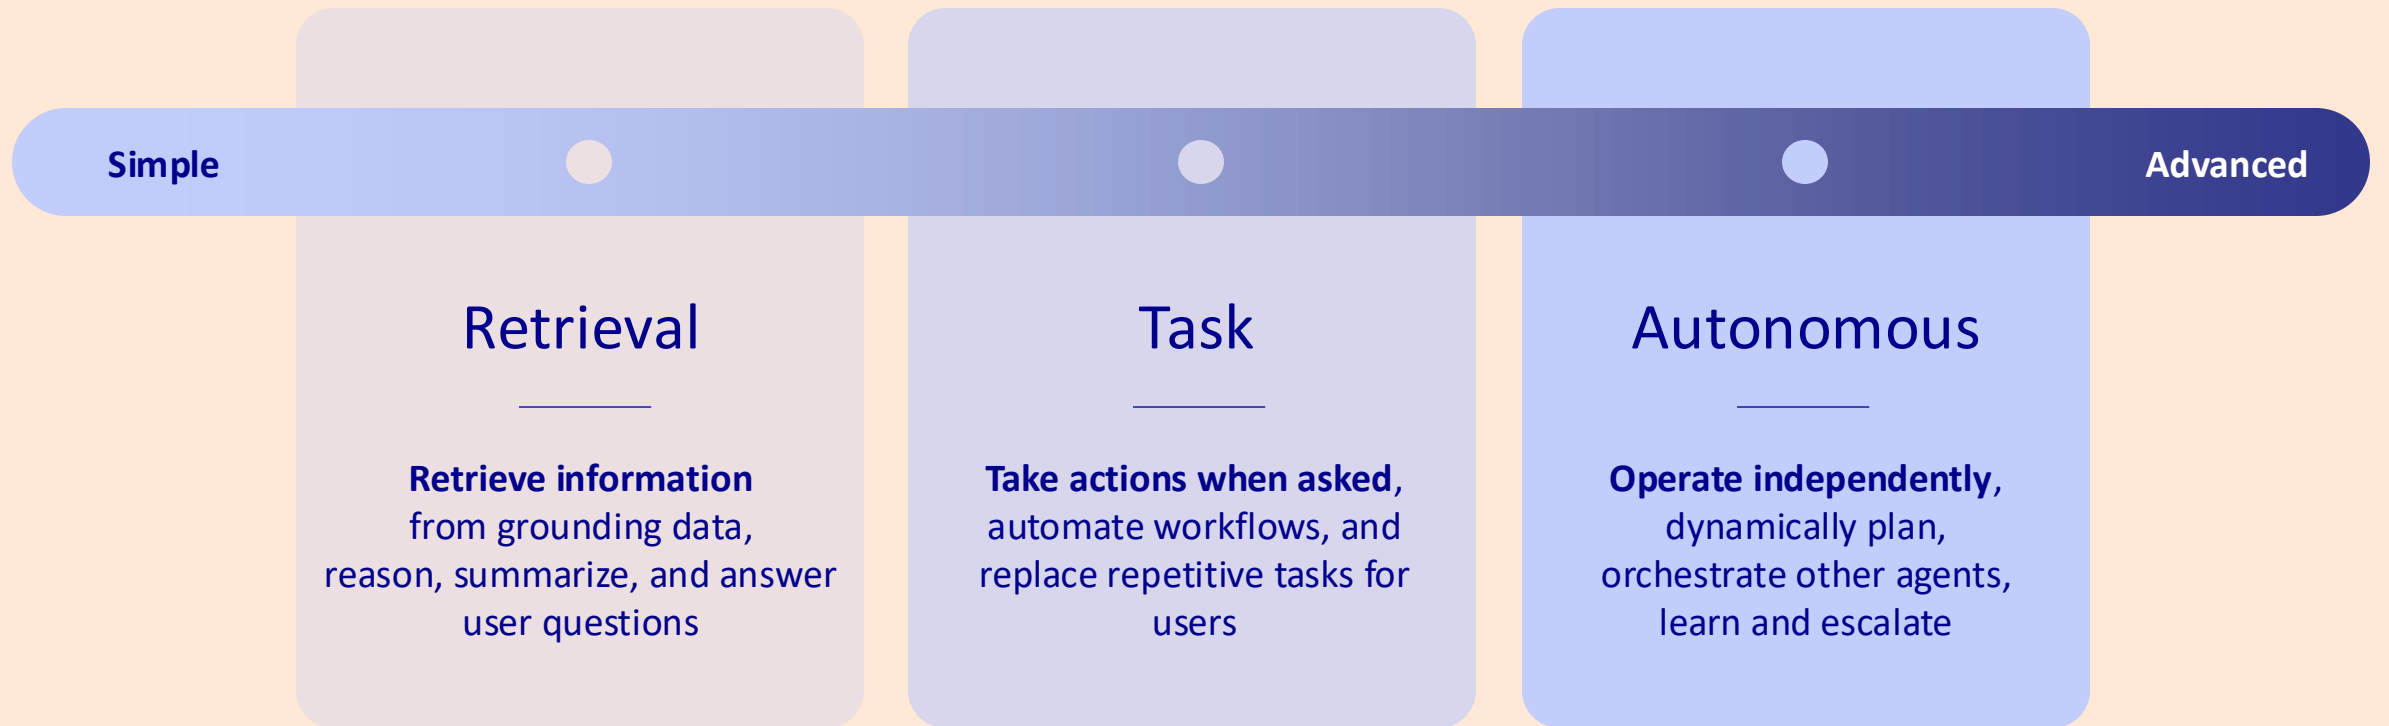 Simple
Advanced
Retrieval
Retrieve information
from grounding data,
reason, summarize, and answer
user questions
Task
Take actions when asked,
automate workflows, and
replace repetitive tasks for
users
Autonomous
Operate independently,
dynamically plan,
orchestrate other agents,
learn and escalate